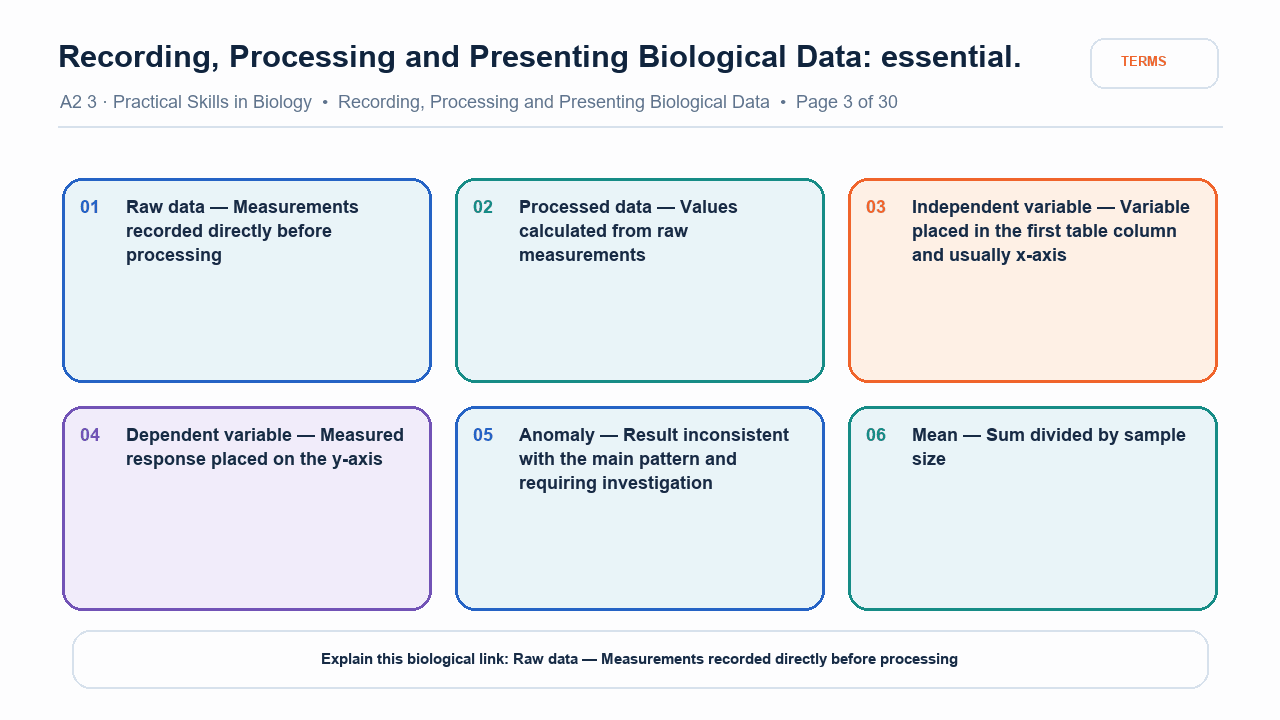 Recording, Processing and Presenting Biological Data: essential.
TERMS
A2 3 · Practical Skills in Biology • Recording, Processing and Presenting Biological Data • Page 3 of 30
01
Raw data — Measurements
recorded directly before
processing
02
Processed data — Values
calculated from raw
measurements
03
Independent variable — Variable
placed in the first table column
and usually x-axis
04
Dependent variable — Measured
response placed on the y-axis
05
Anomaly — Result inconsistent
with the main pattern and
requiring investigation
06
Mean — Sum divided by sample
size
Explain this biological link: Raw data — Measurements recorded directly before processing